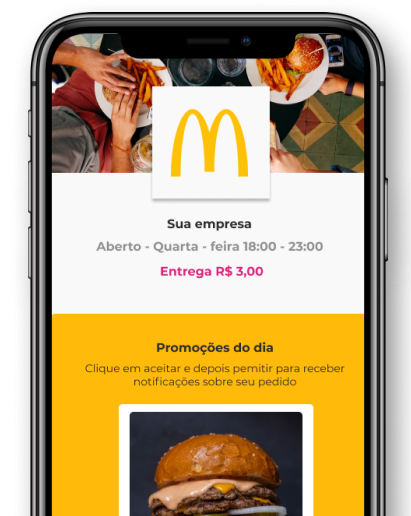 Sua empresa
Aberto - Quarta - feira 18:00 - 23:00
Entrega R$ 3,00
Promoções do dia
Clique em aceitar e depois pemitir para receber
notificações sobre seu pedido